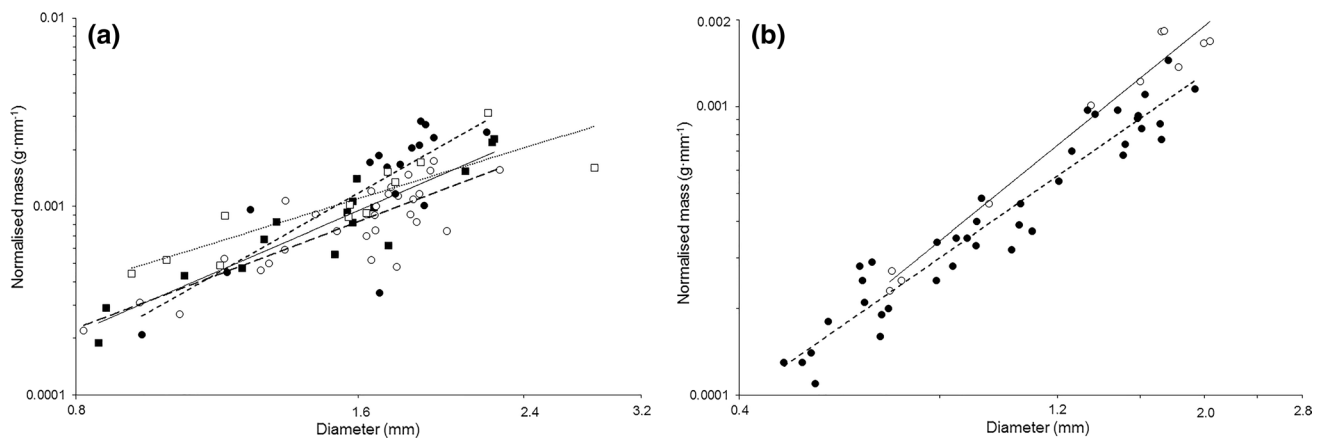 (a)
0.01
0.001
0.0001
Normalised mass (g·mm⁻¹)
0.8 1.6 2.4 3.2
Diameter (mm)
(b)
0.002
0.001
0.0001
Normalised mass (g·mm⁻¹)
0.4 1.2 2.0 2.8
Diameter (mm)